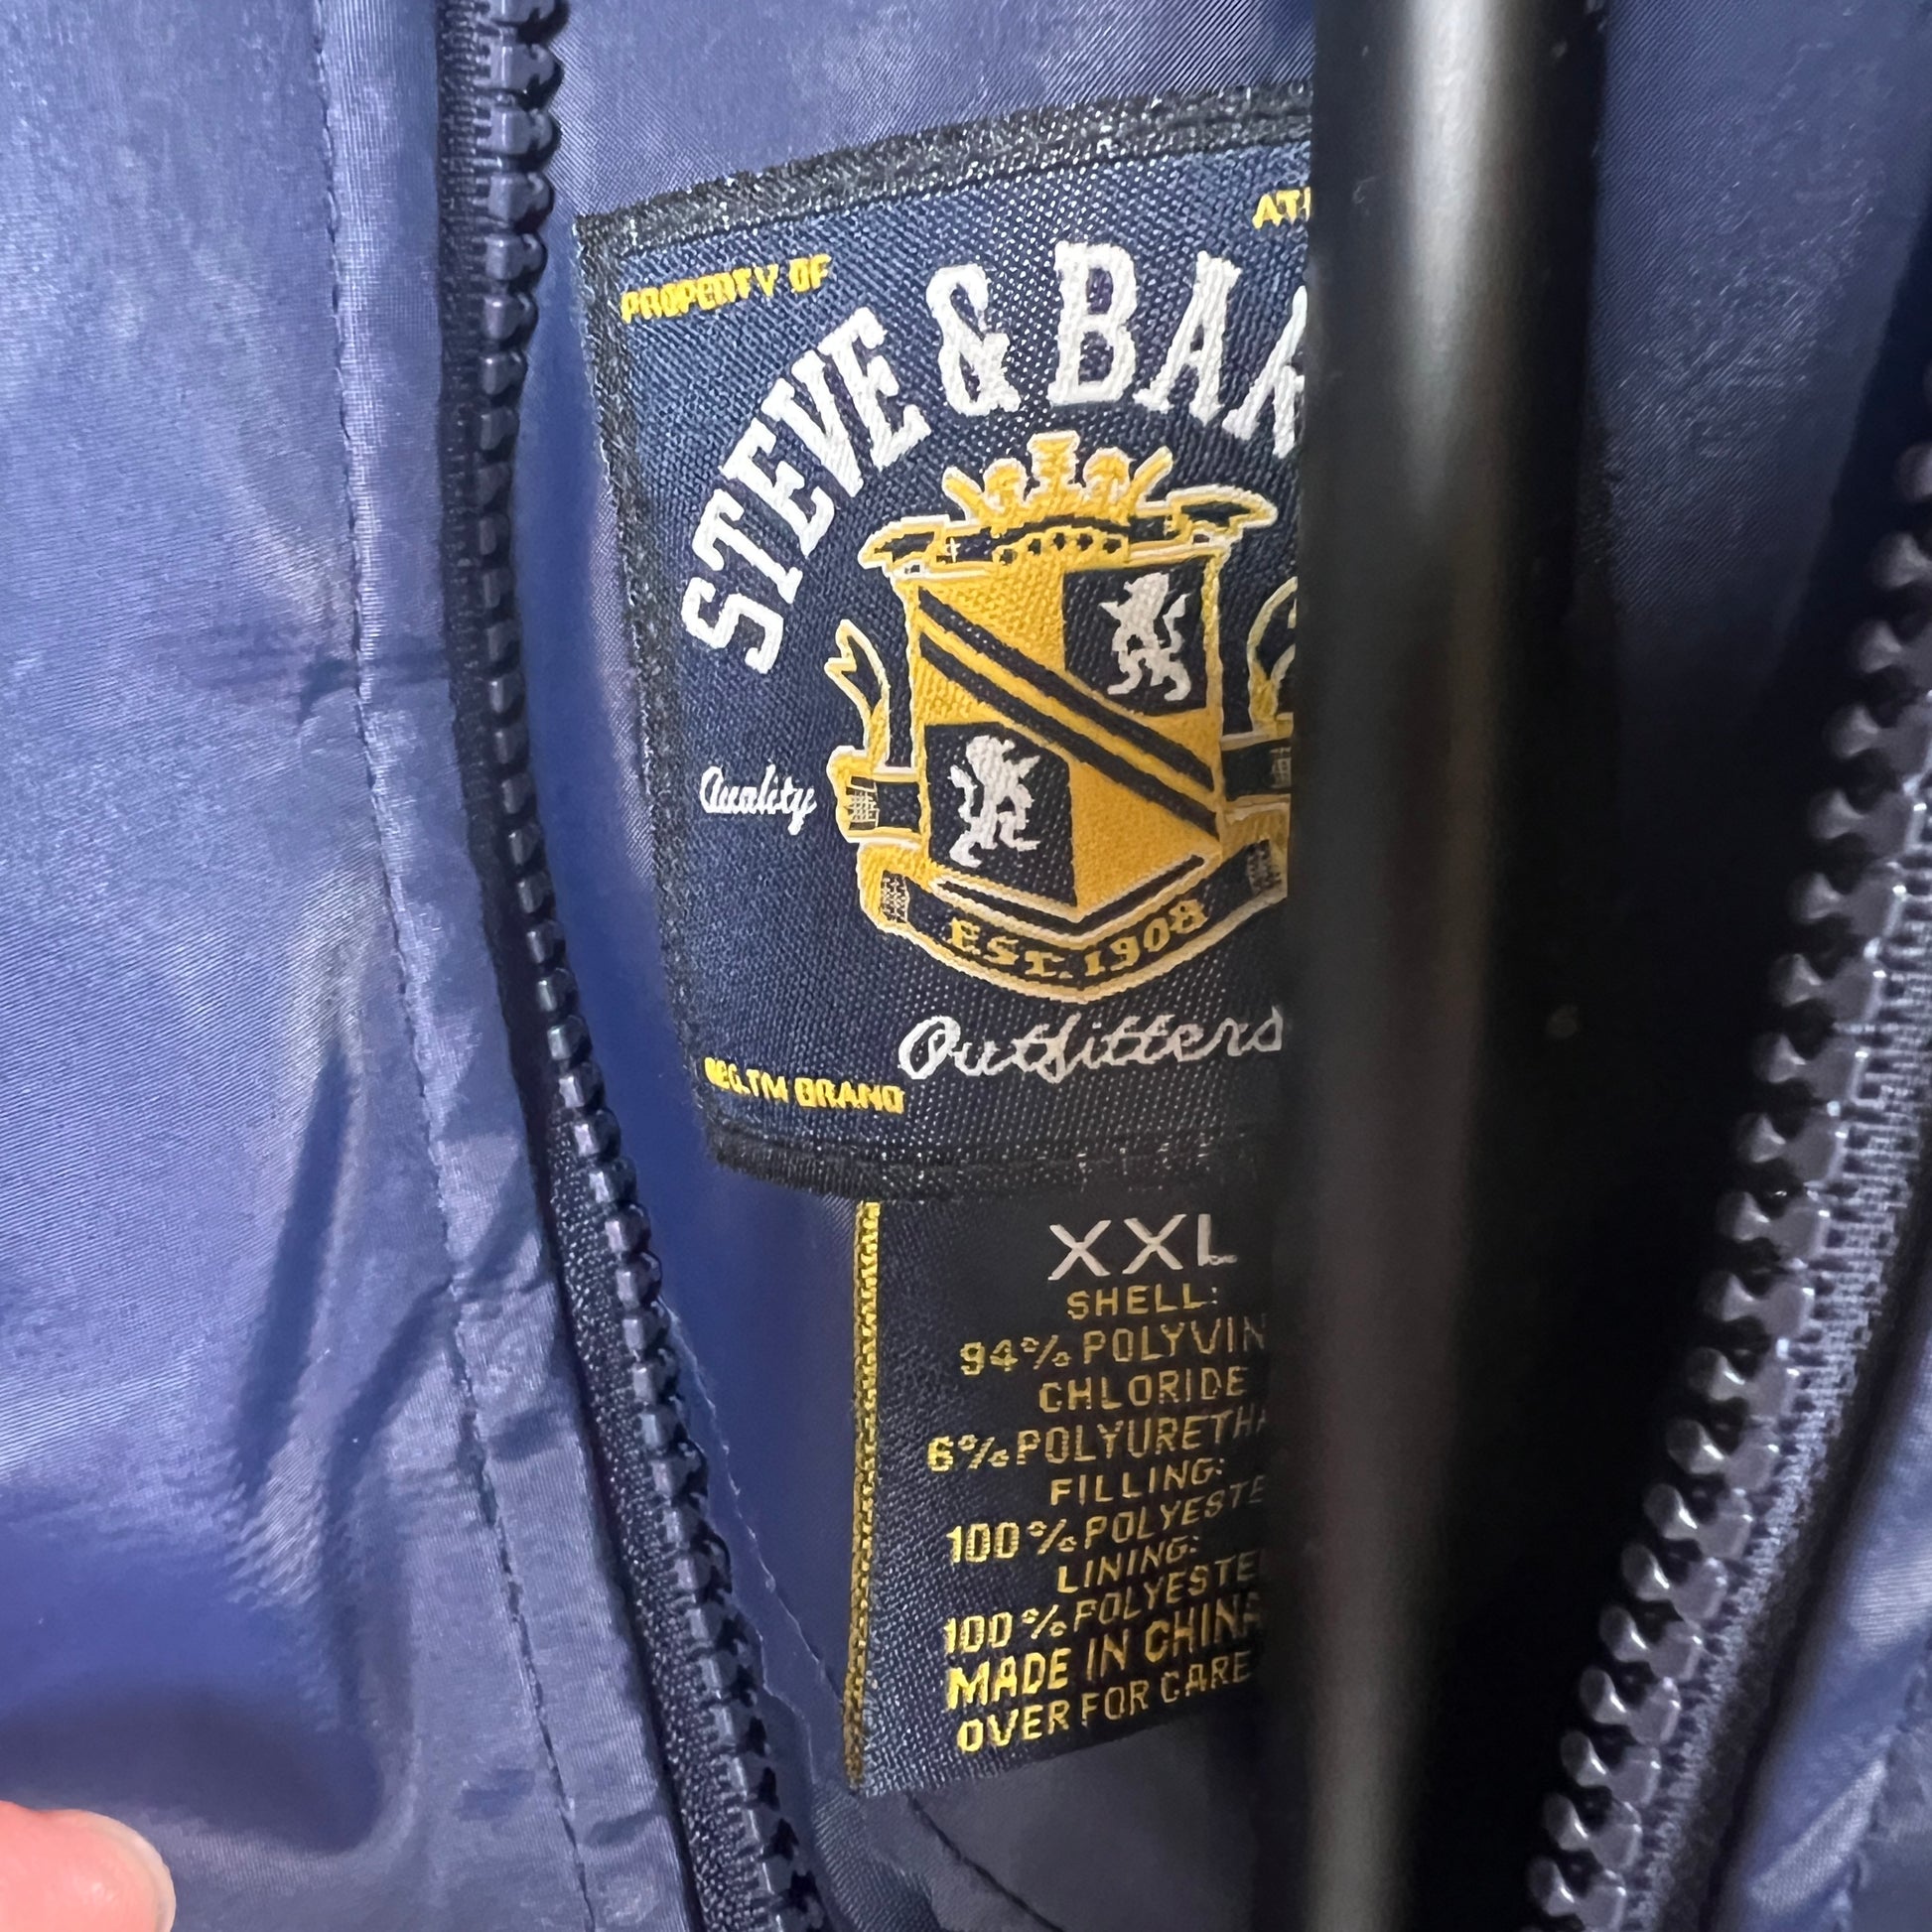 PROPERTY OF
STEVE & BAR
Quality
EST. 1908
Outfitters
REG.TM BRAND
XXL
SHELL:
94% POLYVIN
CHLORIDE
6% POLYURETHA
FILLING:
100% POLYESTE
LINING:
100% POLYESTE
MADE IN CHINA
OVER FOR CARE